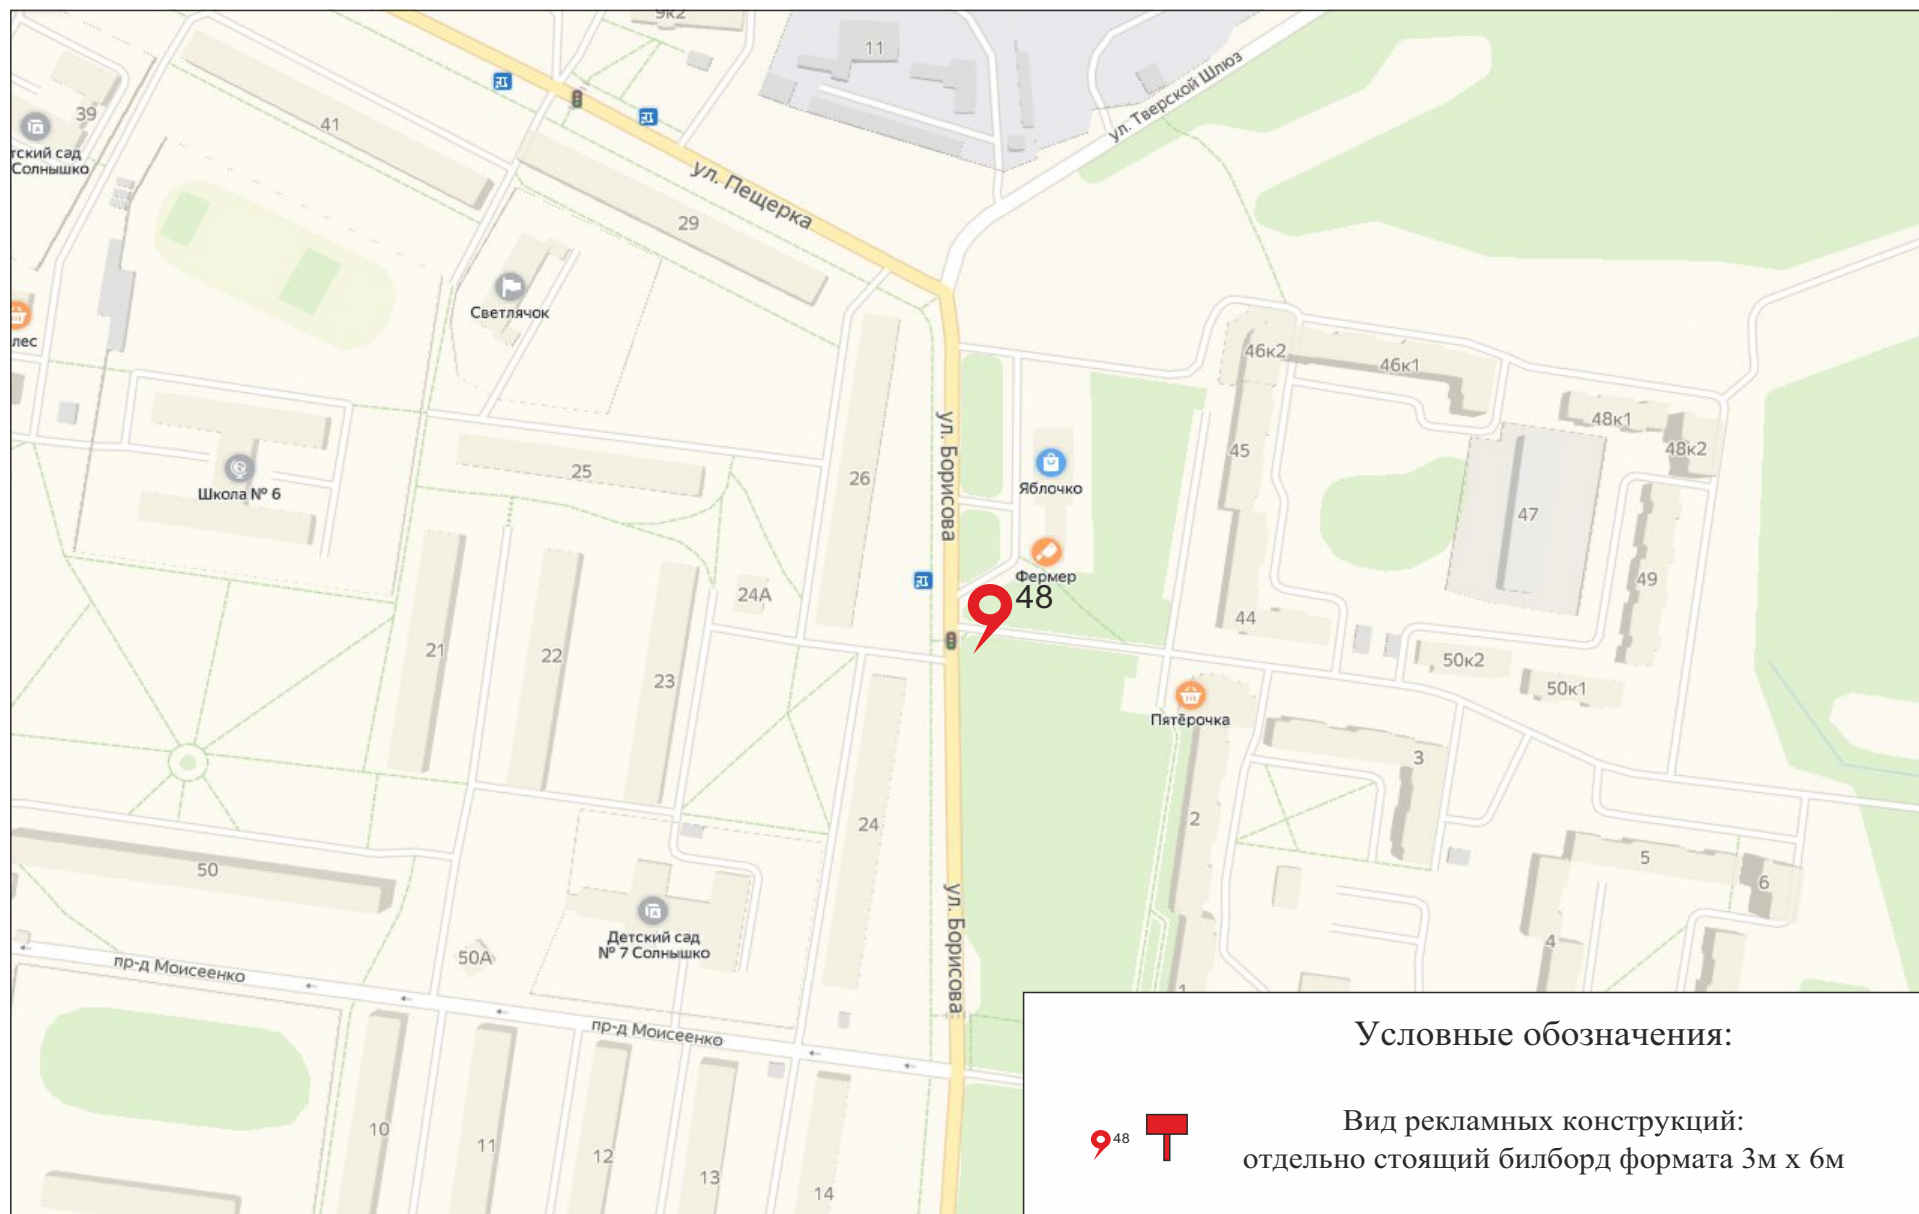 9к2
11
ул. Тверской Шлюз
39
41
тский сад
Солнышко
ул. Пещерка
29
Светлячок
лес
46к2
46к1
48к1
48к2
ул. Борисова
45
25
26
Яблочко
Школа № 6
47
Фермер
48
24А
49
44
21
22
23
50к2
50к1
Пятёрочка
3
2
24
5
6
50
ул. Борисова
Детский сад
№ 7 Солнышко
50А
4
пр-д Моисеенко
1
пр-д Моисеенко
Условные обозначения:
10
11
12
13
14
48
Вид рекламных конструкций:
отдельно стоящий билборд формата 3м х 6м